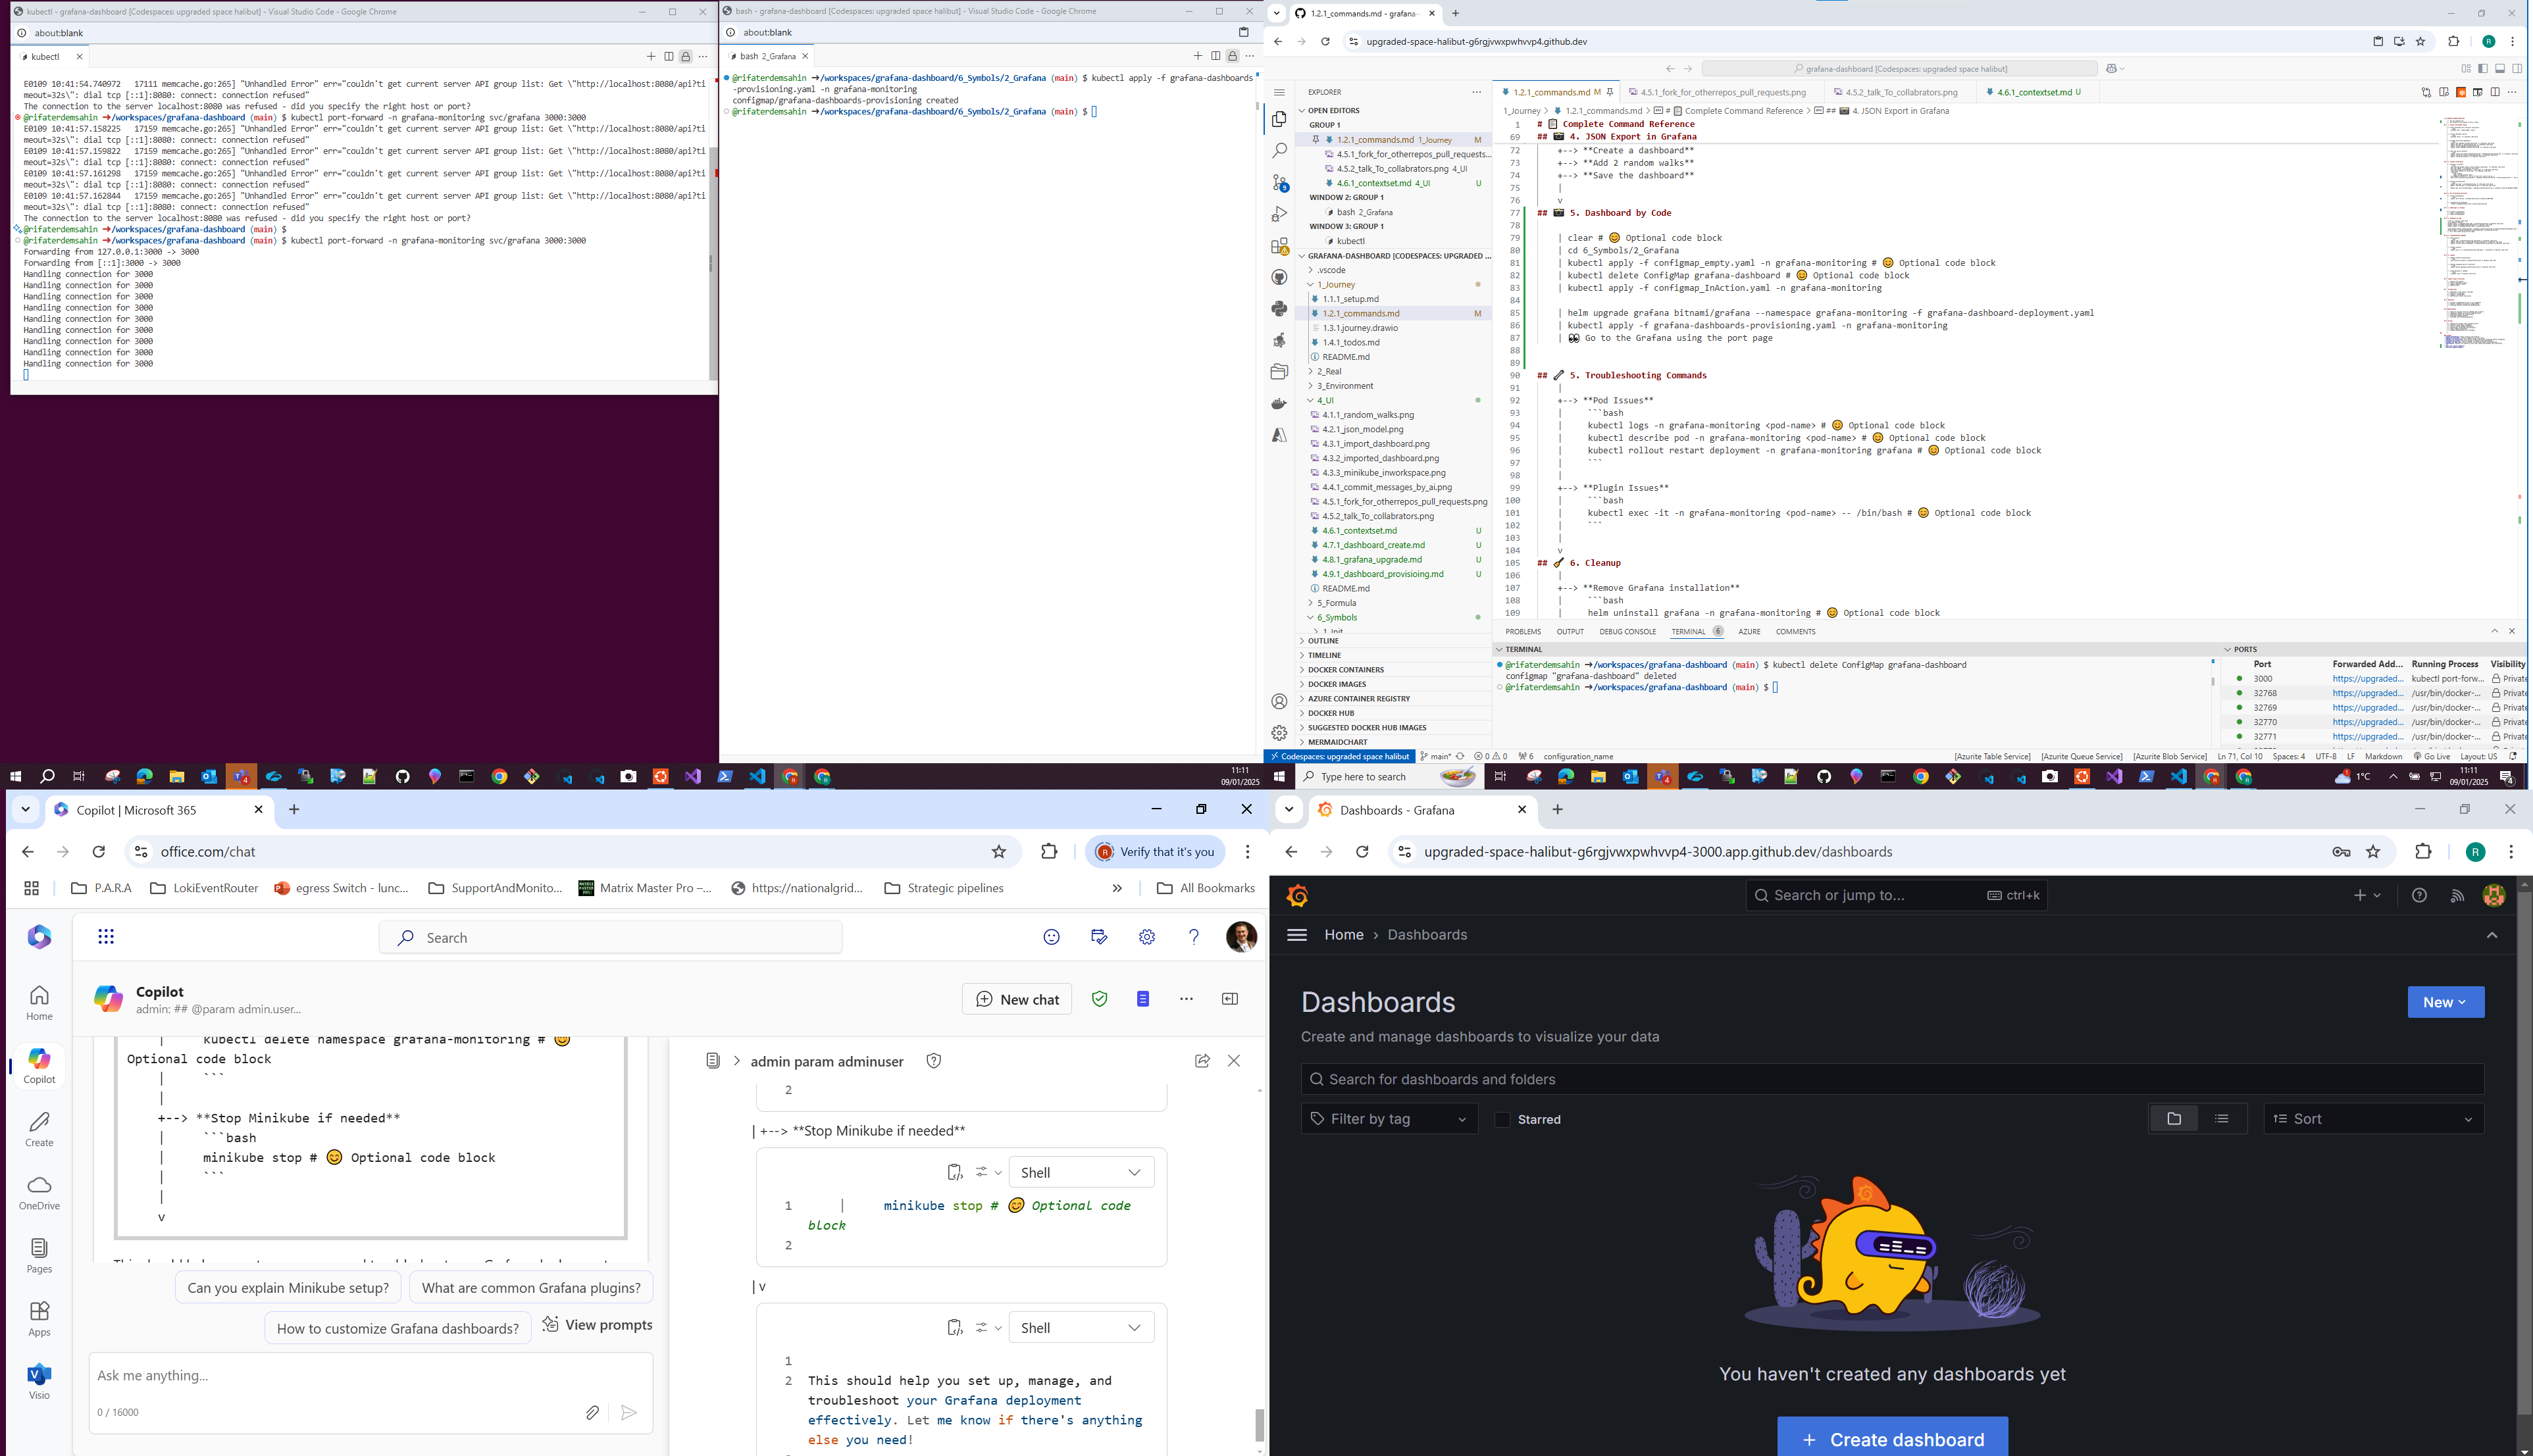 kubectl - grafana-dashboard [Codespaces: upgraded space halibut] - Visual Studio Code - Google Chrome
about:blank
kubectl
E0109 10:41:54.740972 17111 memcache.go:265] "Unhandled Error" err="couldn't get current server API group list: Get \"http://localhost:8080/api?ti
meout=32s\": dial tcp [::1]:8080: connect: connection refused"
The connection to the server localhost:8080 was refused - did you specify the right host or port?
@rifaterdemsahin ➜/workspaces/grafana-dashboard (main) $ kubectl port-forward -n grafana-monitoring svc/grafana 3000:3000
E0109 10:41:57.158225 17159 memcache.go:265] "Unhandled Error" err="couldn't get current server API group list: Get \"http://localhost:8080/api?ti
meout=32s\": dial tcp [::1]:8080: connect: connection refused"
E0109 10:41:57.159822 17159 memcache.go:265] "Unhandled Error" err="couldn't get current server API group list: Get \"http://localhost:8080/api?ti
meout=32s\": dial tcp [::1]:8080: connect: connection refused"
E0109 10:41:57.161298 17159 memcache.go:265] "Unhandled Error" err="couldn't get current server API group list: Get \"http://localhost:8080/api?ti
meout=32s\": dial tcp [::1]:8080: connect: connection refused"
E0109 10:41:57.162844 17159 memcache.go:265] "Unhandled Error" err="couldn't get current server API group list: Get \"http://localhost:8080/api?ti
meout=32s\": dial tcp [::1]:8080: connect: connection refused"
The connection to the server localhost:8080 was refused - did you specify the right host or port?
@rifaterdemsahin ➜/workspaces/grafana-dashboard (main) $
@rifaterdemsahin ➜/workspaces/grafana-dashboard (main) $ kubectl port-forward -n grafana-monitoring svc/grafana 3000:3000
Forwarding from 127.0.0.1:3000 -> 3000
Forwarding from [::1]:3000 -> 3000
Handling connection for 3000
Handling connection for 3000
Handling connection for 3000
Handling connection for 3000
Handling connection for 3000
Handling connection for 3000
Handling connection for 3000
Handling connection for 3000
Handling connection for 3000
bash - grafana-dashboard [Codespaces: upgraded space halibut] - Visual Studio Code - Google Chrome
about:blank
bash 2_Grafana
@rifaterdemsahin ➜/workspaces/grafana-dashboard/6_Symbols/2_Grafana (main) $ kubectl apply -f grafana-dashboards
-provisioning.yaml -n grafana-monitoring
configmap/grafana-dashboards-provisioning created
@rifaterdemsahin ➜/workspaces/grafana-dashboard/6_Symbols/2_Grafana (main) $
11:11
09/01/2025
1.2.1_commands.md - grafana-
upgraded-space-halibut-g6rgjvwxpwhvvp4.github.dev
grafana-dashboard [Codespaces: upgraded space halibut]
EXPLORER
OPEN EDITORS
GROUP 1
1.2.1_commands.md 1_Journey M
4.5.1_fork_for_otherrepos_pull_requests...
4.5.2_talk_To_collabrators.png 4_UI
4.6.1_contextset.md 4_UI U
WINDOW 2: GROUP 1
bash 2_Grafana
WINDOW 3: GROUP 1
kubectl
GRAFANA-DASHBOARD [CODESPACES: UPGRADED ...
.vscode
1_Journey
1.1.1_setup.md
1.2.1_commands.md M
1.3.1.journey.drawio
1.4.1_todos.md
README.md
2_Real
3_Environment
4_UI
4.1.1_random_walks.png
4.2.1_json_model.png
4.3.1_import_dashboard.png
4.3.2_imported_dashboard.png
4.3.3_minikube_inworkspace.png
4.4.1_commit_messages_by_ai.png
4.5.1_fork_for_otherrepos_pull_requests.png
4.5.2_talk_To_collabrators.png
4.6.1_contextset.md U
4.7.1_dashboard_create.md U
4.8.1_grafana_upgrade.md U
4.9.1_dashboard_provisioing.md U
README.md
5_Formula
6_Symbols
1_Init
OUTLINE
TIMELINE
DOCKER CONTAINERS
DOCKER IMAGES
AZURE CONTAINER REGISTRY
DOCKER HUB
SUGGESTED DOCKER HUB IMAGES
MERMAIDCHART
1.2.1_commands.md M
4.5.1_fork_for_otherrepos_pull_requests.png
4.5.2_talk_To_collabrators.png
4.6.1_contextset.md U
1_Journey > 1.2.1_commands.md > # 📋 Complete Command Reference > ## 📟 4. JSON Export in Grafana
1 # 📋 Complete Command Reference
69 ## 📟 4. JSON Export in Grafana
72 +--> **Create a dashboard**
73 +--> **Add 2 random walks**
74 +--> **Save the dashboard**
75 |
76 v
77 ## 📟 5. Dashboard by Code
78
79 | clear # 😊 Optional code block
80 | cd 6_Symbols/2_Grafana
81 | kubectl apply -f configmap_empty.yaml -n grafana-monitoring # 😊 Optional code block
82 | kubectl delete ConfigMap grafana-dashboard # 😊 Optional code block
83 | kubectl apply -f configmap_InAction.yaml -n grafana-monitoring
84
85 | helm upgrade grafana bitnami/grafana --namespace grafana-monitoring -f grafana-dashboard-deployment.yaml
86 | kubectl apply -f grafana-dashboards-provisioning.yaml -n grafana-monitoring
87 | 👀 Go to the Grafana using the port page
88
89
90 ## 🔧 5. Troubleshooting Commands
91 |
92 +--> **Pod Issues**
93 | ```bash
94 | kubectl logs -n grafana-monitoring <pod-name> # 😊 Optional code block
95 | kubectl describe pod -n grafana-monitoring <pod-name> # 😊 Optional code block
96 | kubectl rollout restart deployment -n grafana-monitoring grafana # 😊 Optional code block
97 | ```
98 |
99 +--> **Plugin Issues**
100 | ```bash
101 | kubectl exec -it -n grafana-monitoring <pod-name> -- /bin/bash # 😊 Optional code block
102 | ```
103 |
104 v
105 ## 🧹 6. Cleanup
106 |
107 +--> **Remove Grafana installation**
108 | ```bash
109 | helm uninstall grafana -n grafana-monitoring # 😊 Optional code block
PROBLEMS OUTPUT DEBUG CONSOLE TERMINAL 6 AZURE COMMENTS
TERMINAL
@rifaterdemsahin ➜/workspaces/grafana-dashboard (main) $ kubectl delete ConfigMap grafana-dashboard
configmap "grafana-dashboard" deleted
@rifaterdemsahin ➜/workspaces/grafana-dashboard (main) $
PORTS
Port Forwarded Add... Running Process Visibility
3000 https://upgraded... kubectl port-forw... Private
32768 https://upgraded... /usr/bin/docker-... Private
32769 https://upgraded... /usr/bin/docker-... Private
32770 https://upgraded... /usr/bin/docker-... Private
32771 https://upgraded... /usr/bin/docker-... Private
Codespaces: upgraded space halibut main* 0 0 6 configuration_name [Azurite Table Service] [Azurite Queue Service] [Azurite Blob Service] Ln 71, Col 10 Spaces: 4 UTF-8 LF Markdown Go Live Layout: US
Type here to search
1°C
11:11
09/01/2025
4
Copilot | Microsoft 365
office.com/chat
Verify that it's you
P.A.R.A LokiEventRouter egress Switch - lunc... SupportAndMonito... Matrix Master Pro –... https://nationalgrid... Strategic pipelines » All Bookmarks
Search
Home
Copilot
Create
OneDrive
Pages
Apps
Visio
Copilot
admin: ## @param admin.user...
New chat
| kubectl delete namespace grafana-monitoring # 😊
Optional code block
| ```
|
+--> **Stop Minikube if needed**
| ```bash
| minikube stop # 😊 Optional code block
| ```
|
v
Can you explain Minikube setup?
What are common Grafana plugins?
How to customize Grafana dashboards?
View prompts
Ask me anything...
0 / 16000
admin param adminuser
2
| +--> **Stop Minikube if needed**
Shell
1 | minikube stop # 😊 Optional code
block
2
| v
Shell
1
2 This should help you set up, manage, and
troubleshoot your Grafana deployment
effectively. Let me know if there's anything
else you need!
Dashboards - Grafana
upgraded-space-halibut-g6rgjvwxpwhvvp4-3000.app.github.dev/dashboards
R
Search or jump to... ctrl+k
Home > Dashboards
Dashboards
New
Create and manage dashboards to visualize your data
Search for dashboards and folders
Filter by tag
Starred
Sort
You haven't created any dashboards yet
+ Create dashboard